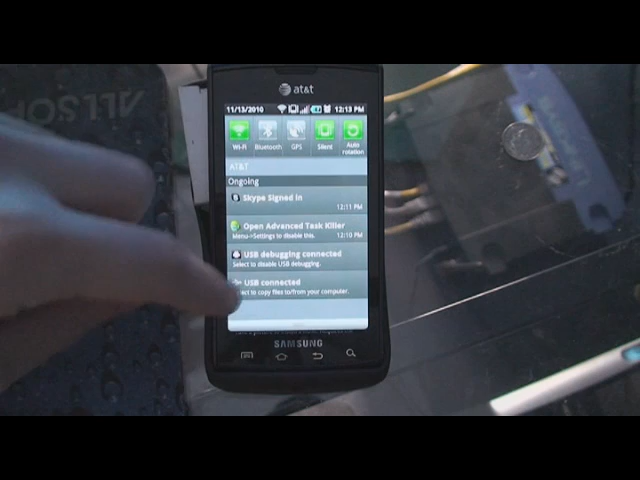 ALLSOP
at&t
11/13/2010 12:13 PM
Wi-Fi Bluetooth GPS Silent Auto rotation
AT&T
Ongoing
Skype Signed in
12:11 PM
Open Advanced Task Killer
Menu->Settings to disable this. 12:10 PM
USB debugging connected
Select to disable USB debugging.
USB connected
ect to copy files to/from your computer.
SAMSUNG